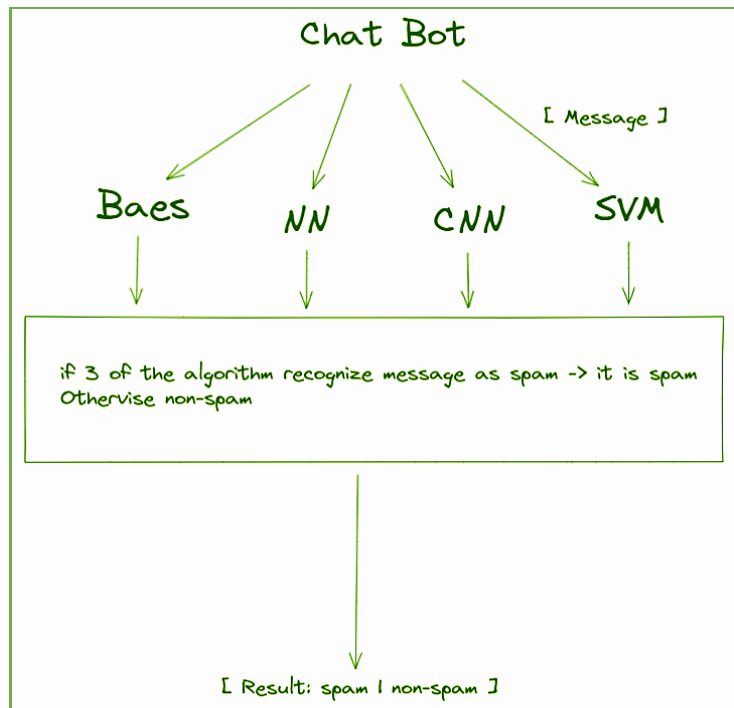 Chat Bot
[ Message ]
Baes
NN
CNN
SVM
if 3 of the algorithm recognize message as spam -> it is spam
Othervise non-spam
[ Result: spam | non-spam ]